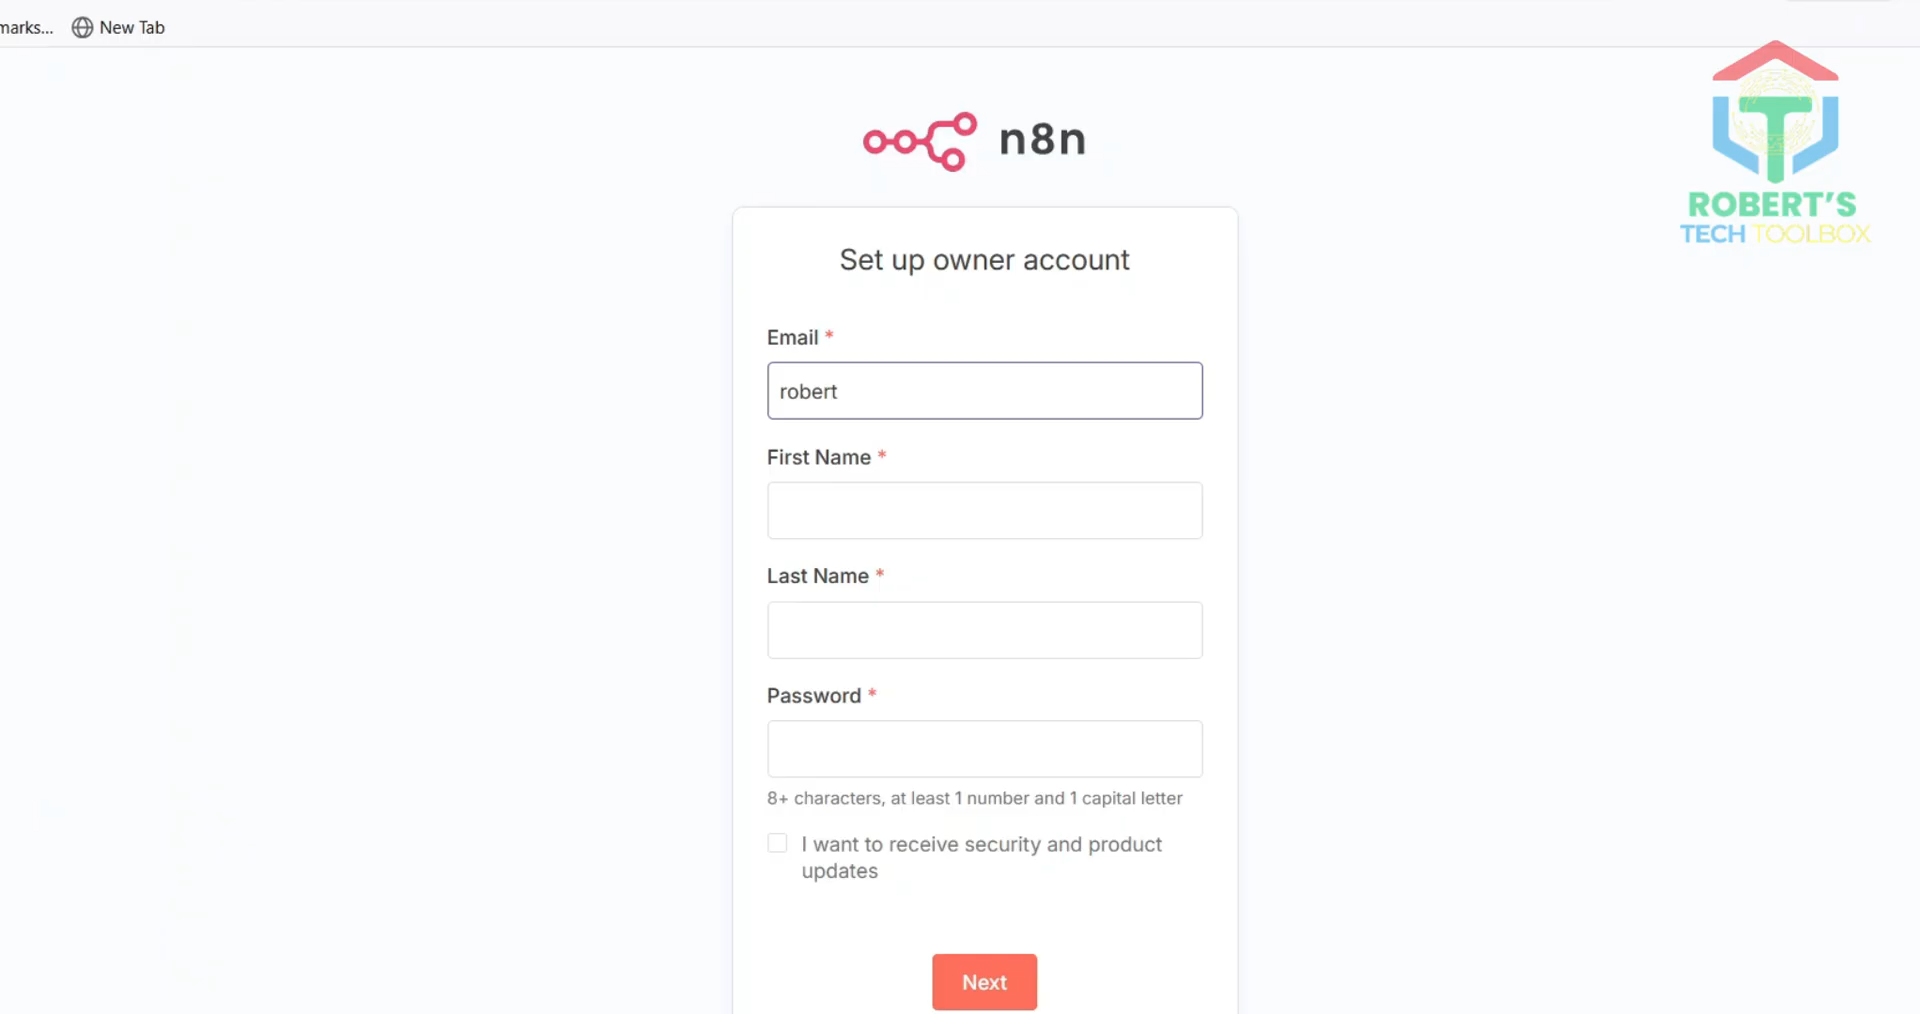 marks...
New Tab
n8n
ROBERT'S
TECH TOOLBOX
Set up owner account
Email *
robert
First Name *
Last Name *
Password *
8+ characters, at least 1 number and 1 capital letter
I want to receive security and product
updates
Next